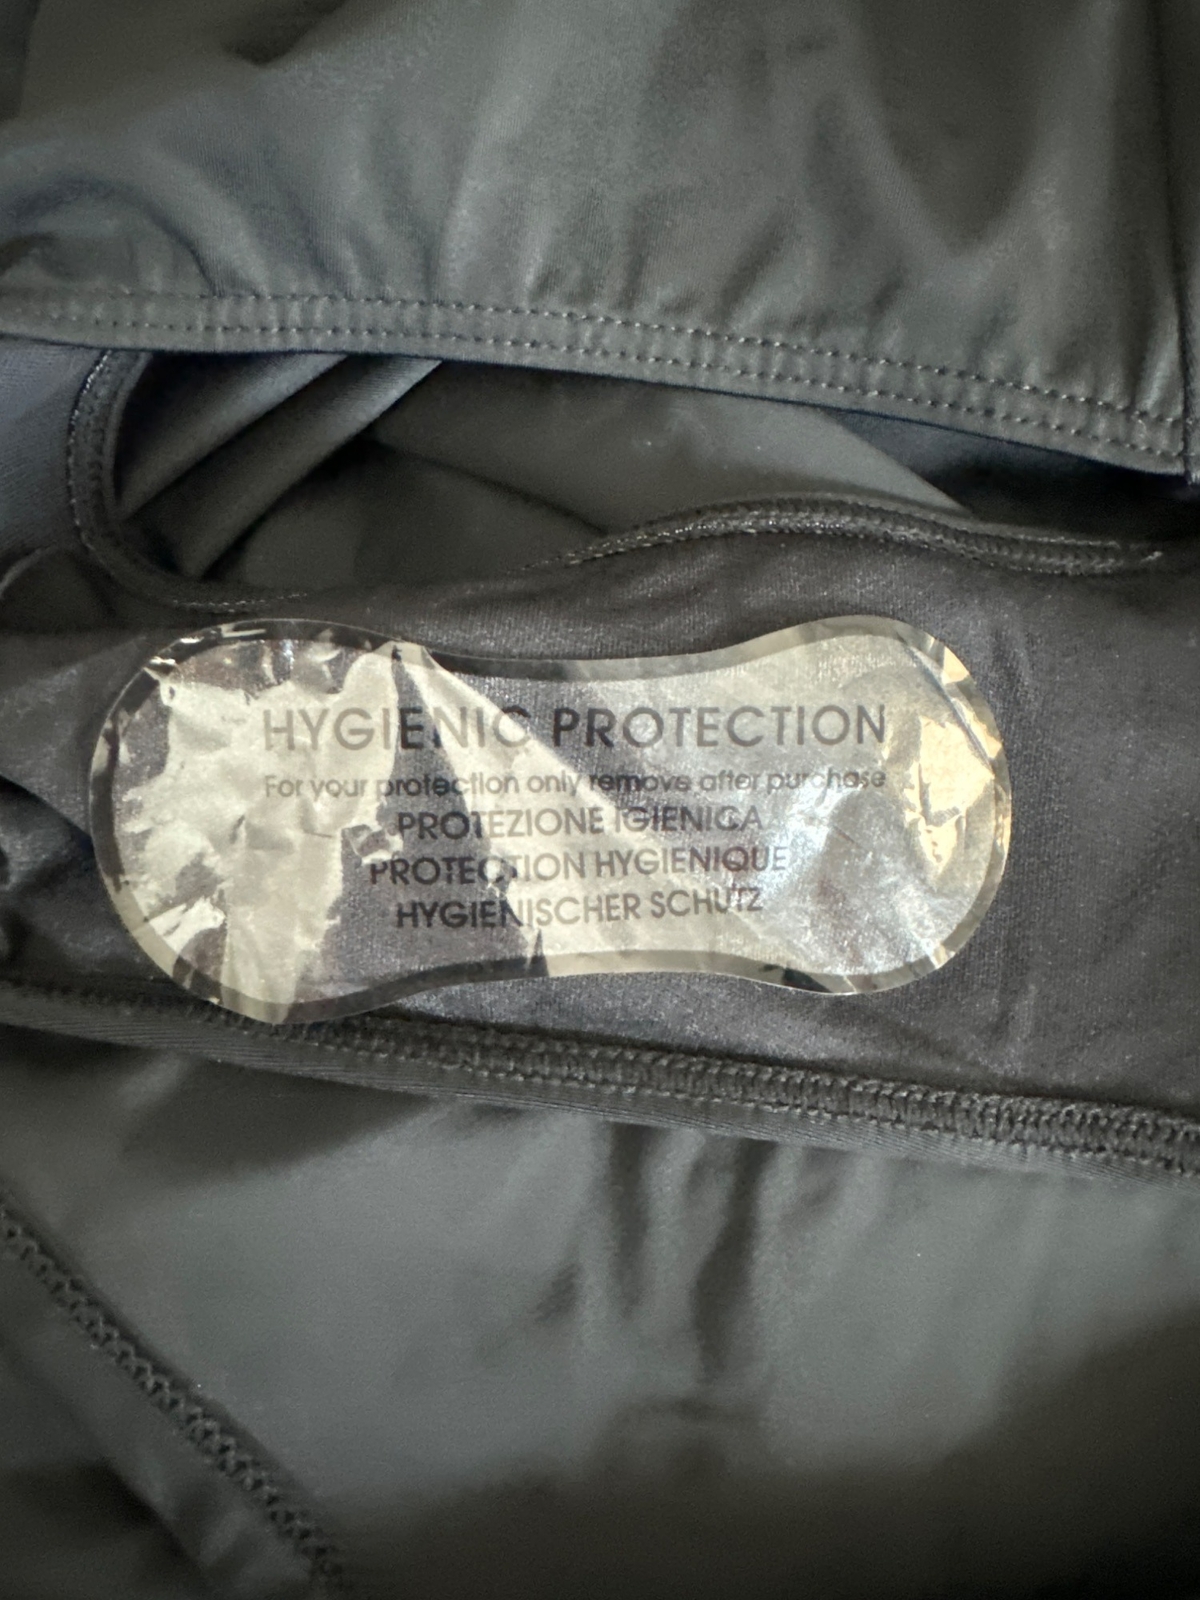 HYGIENIC PROTECTION
For your protection only remove after purchase
PROTEZIONE IGIENICA
PROTECTION HYGIENIQUE
HYGIENISCHER SCHUTZ